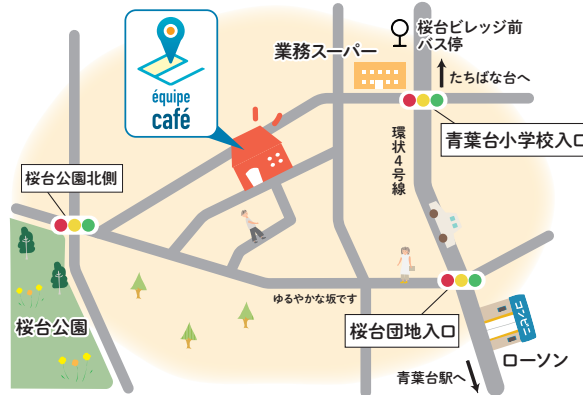 桜台ビレッジ前
バス停
業務スーパー
たちばな台へ
équipe
café
青葉台小学校入口
環状4号線
桜台公園北側
ゆるやかな坂です
桜台公園
桜台団地入口
コンビニ
ローソン
青葉台駅へ